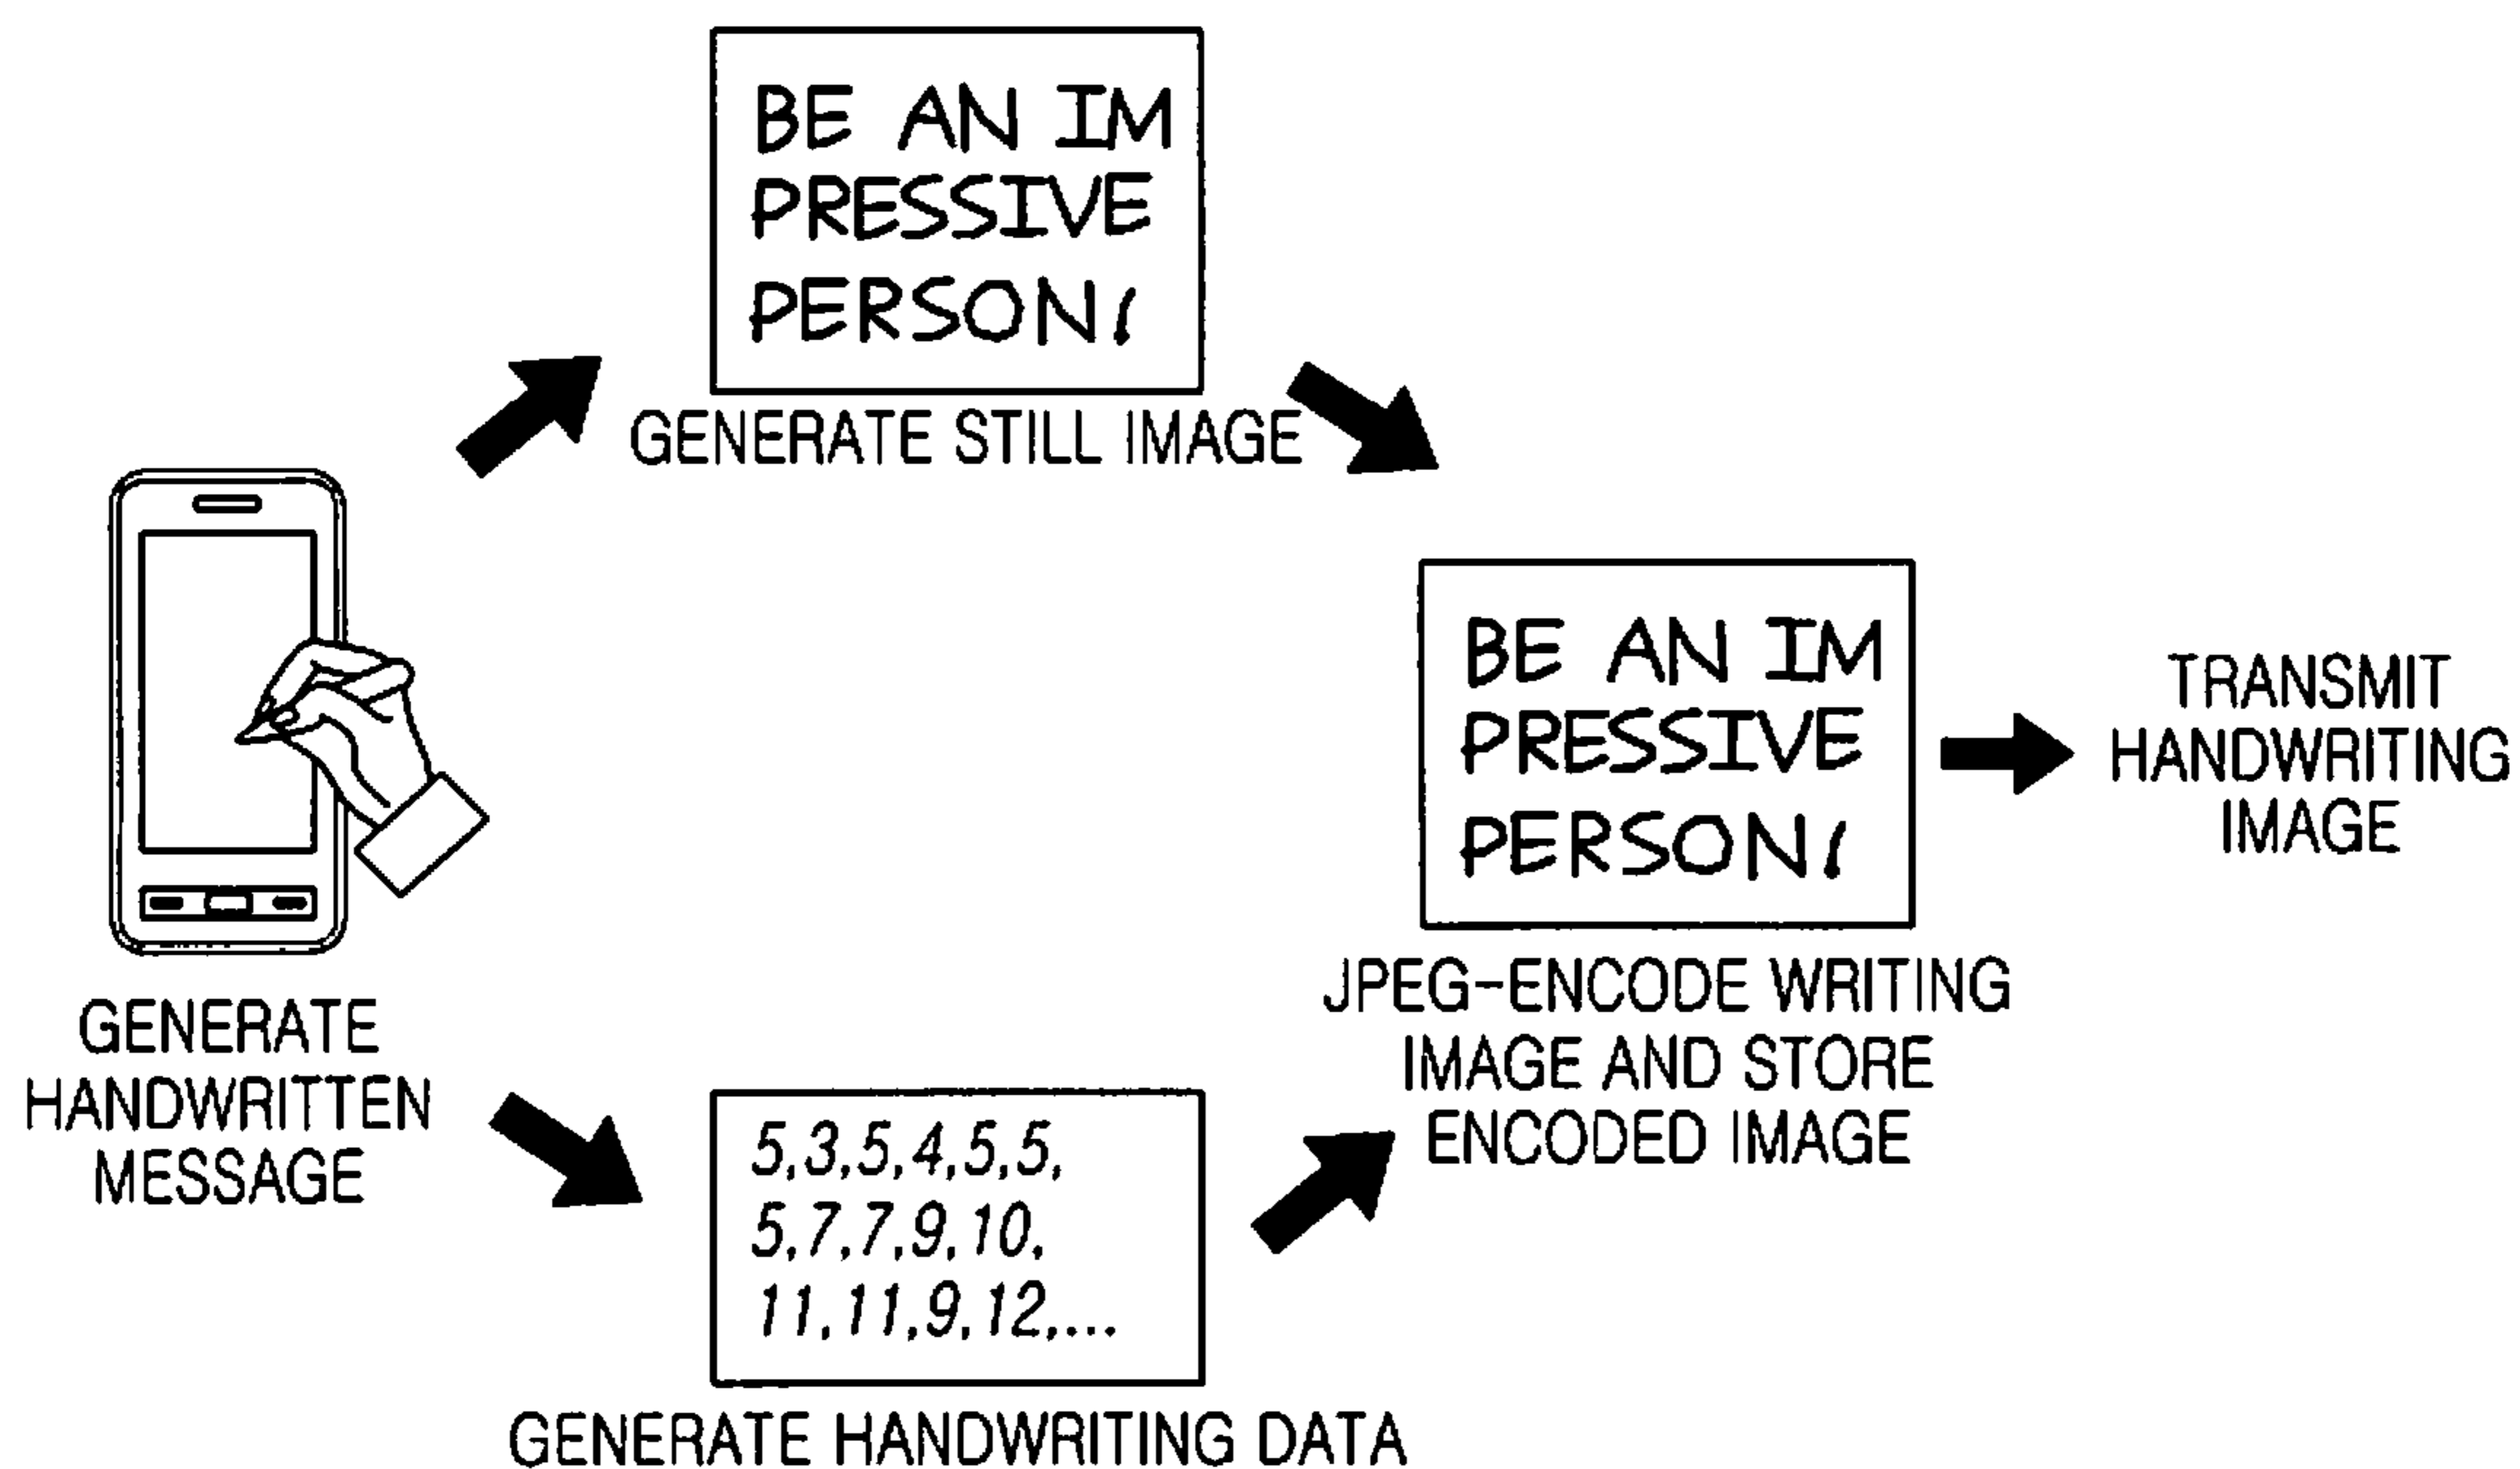 BE AN IM
PRESSIVE
PERSON!
GENERATE STILL IMAGE
GENERATE
HANDWRITTEN
MESSAGE
5,3,5,4,5,5,
5,7,7,9,10,
11,11,9,12,...
GENERATE HANDWRITING DATA
BE AN IM
PRESSIVE
PERSON!
JPEG-ENCODE WRITING
IMAGE AND STORE
ENCODED IMAGE
TRANSMIT
HANDWRITING
IMAGE